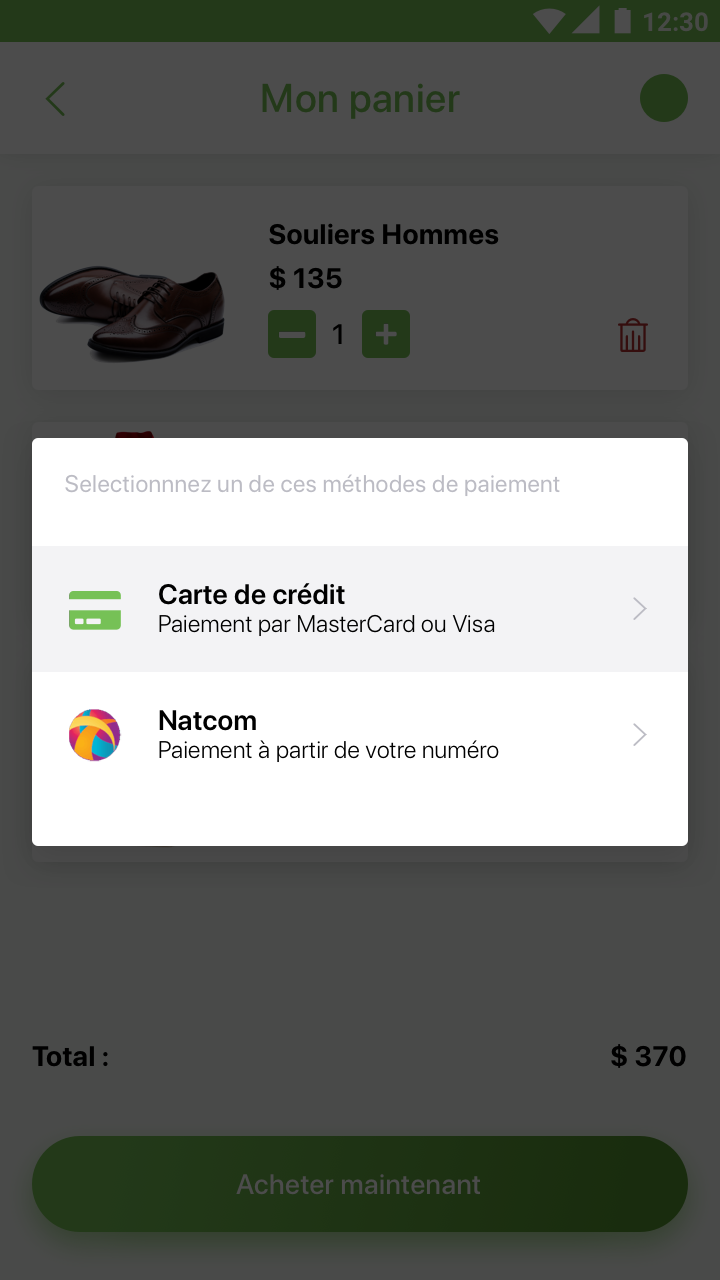 12:30
Mon panier
Souliers Hommes
$ 135
1
Selectionnnez un de ces méthodes de paiement
Carte de crédit
Paiement par MasterCard ou Visa
Natcom
Paiement à partir de votre numéro
Total :
$ 370
Acheter maintenant